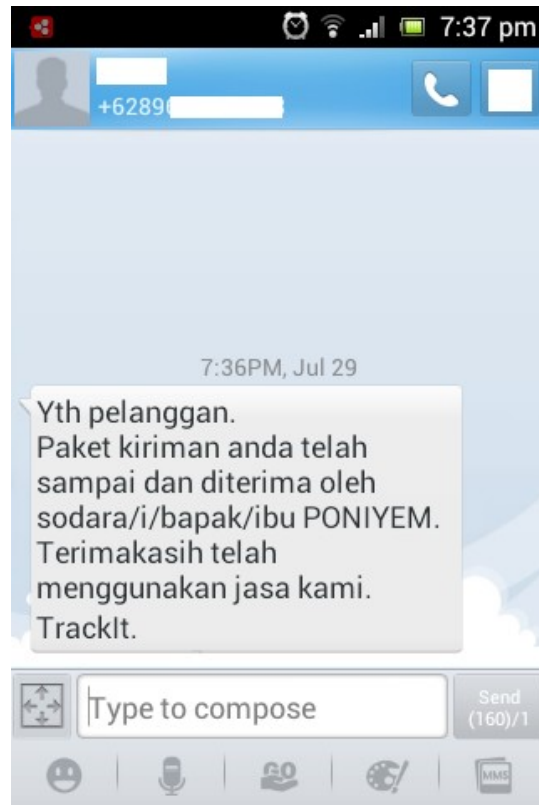 7:37 pm
+6289
7:36PM, Jul 29
Yth pelanggan.
Paket kiriman anda telah
sampai dan diterima oleh
sodara/i/bapak/ibu PONIYEM.
Terimakasih telah
menggunakan jasa kami.
TrackIt.
Type to compose
Send
(160)/1
GO
MMS